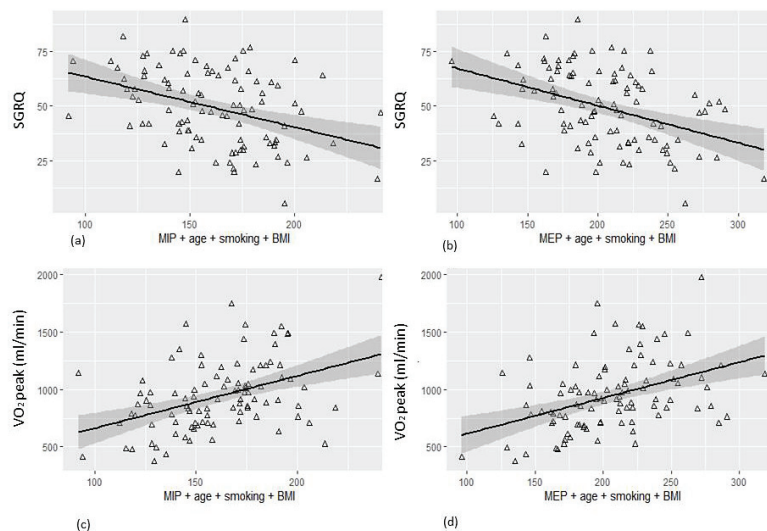 SGRQ
75
50
25
100
150
200
(a)
MIP + age + smoking + BMI
SGRQ
75
50
25
100
150
200
250
300
(b)
MEP + age + smoking + BMI
VO₂peak (ml/min)
2000
1500
1000
500
100
150
200
MIP + age + smoking + BMI
(c)
VO₂peak (ml/min)
2000
1500
1000
500
100
150
200
250
300
MEP + age + smoking + BMI
(d)